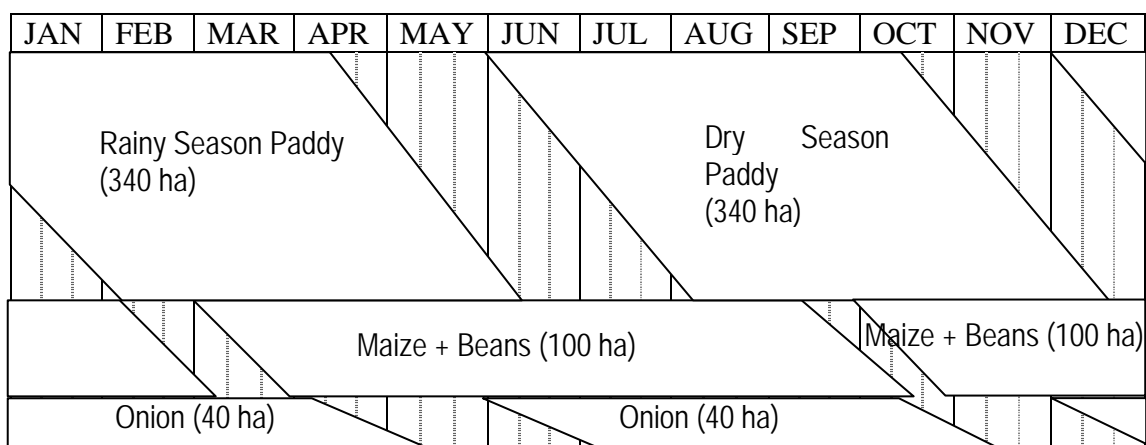 JAN FEB MAR APR MAY JUN JUL AUG SEP OCT NOV DEC
Rainy Season Paddy
(340 ha)
Dry Season
Paddy
(340 ha)
Maize + Beans (100 ha)
Maize + Beans (100 ha)
Onion (40 ha)
Onion (40 ha)